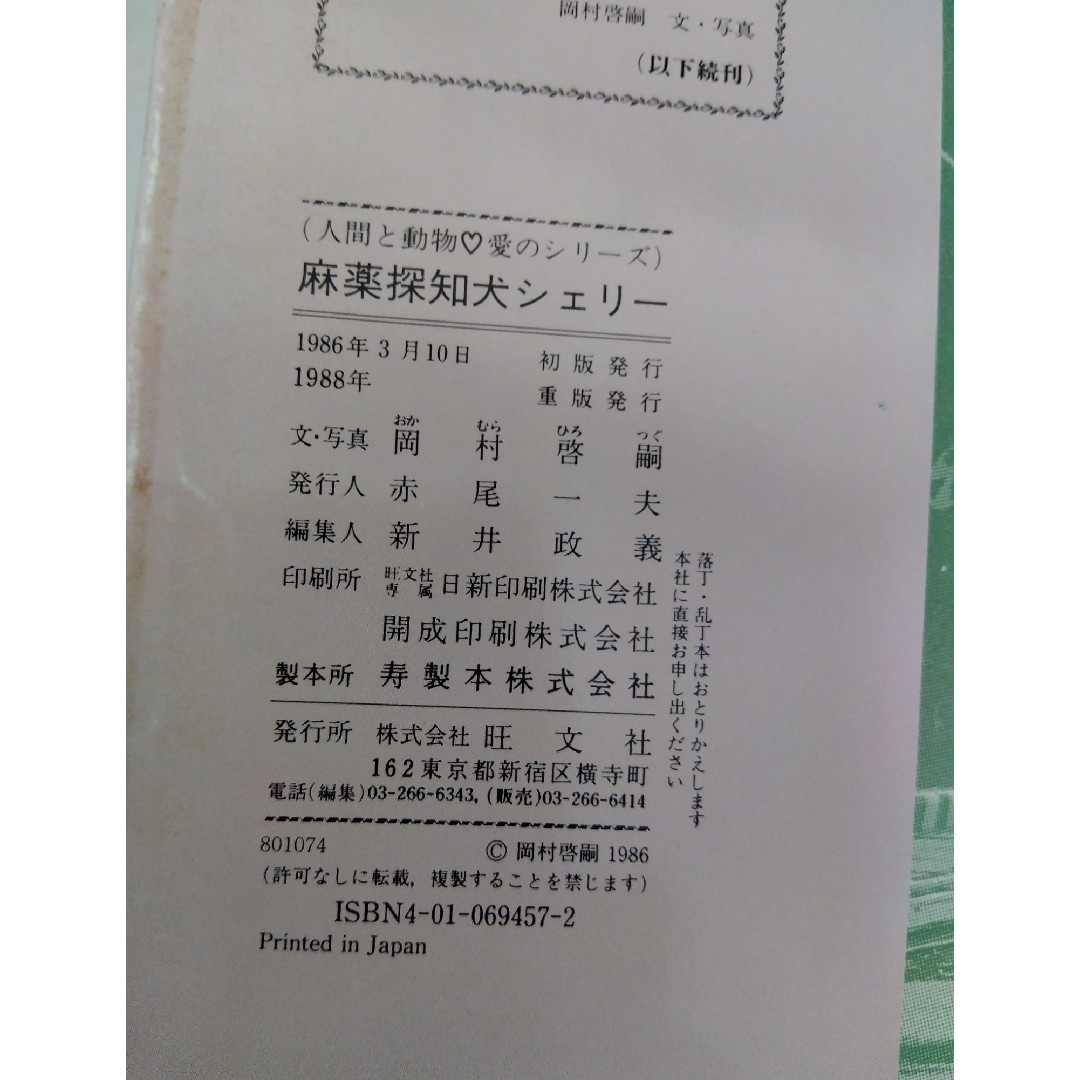 岡村啓嗣 文・写真
(以下続刊)
(人間と動物♡愛のシリーズ)
麻薬探知犬シェリー
1986年3月10日 初版発行
1988年 重版発行
文・写真 岡村啓嗣
おか むら ひろ つぐ
発行人 赤尾一夫
編集人 新井政義
印刷所 旺文社専属 日新印刷株式会社
開成印刷株式会社
製本所 寿製本株式会社
発行所 株式会社 旺文社
162東京都新宿区横寺町
電話(編集)03-266-6343, (販売)03-266-6414
落丁・乱丁本はおとりかえします
本社に直接お申し出ください
801074 © 岡村啓嗣 1986
(許可なしに転載, 複製することを禁じます)
ISBN4-01-069457-2
Printed in Japan